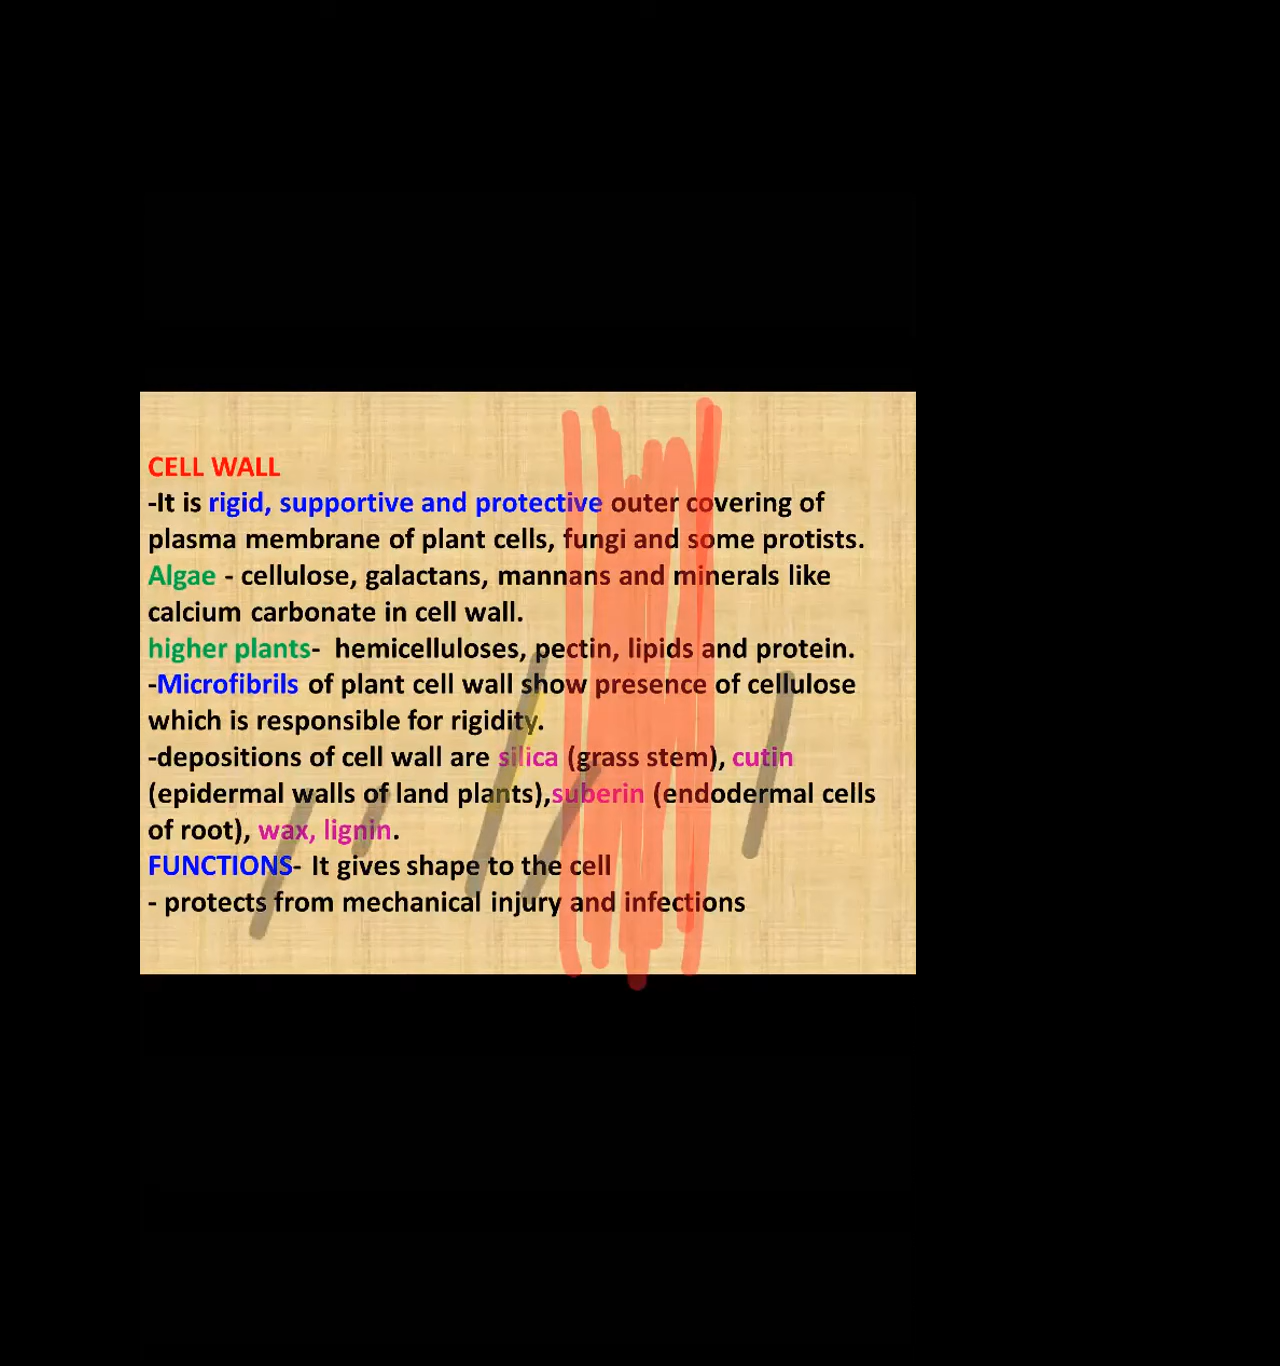 CELL WALL
-It is rigid, supportive and protective outer covering of
plasma membrane of plant cells, fungi and some protists.
Algae - cellulose, galactans, mannans and minerals like
calcium carbonate in cell wall.
higher plants-  hemicelluloses, pectin, lipids and protein.
-Microfibrils of plant cell wall show presence of cellulose
which is responsible for rigidity.
-depositions of cell wall are silica (grass stem), cutin
(epidermal walls of land plants),suberin (endodermal cells
of root), wax, lignin.
FUNCTIONS- It gives shape to the cell
- protects from mechanical injury and infections